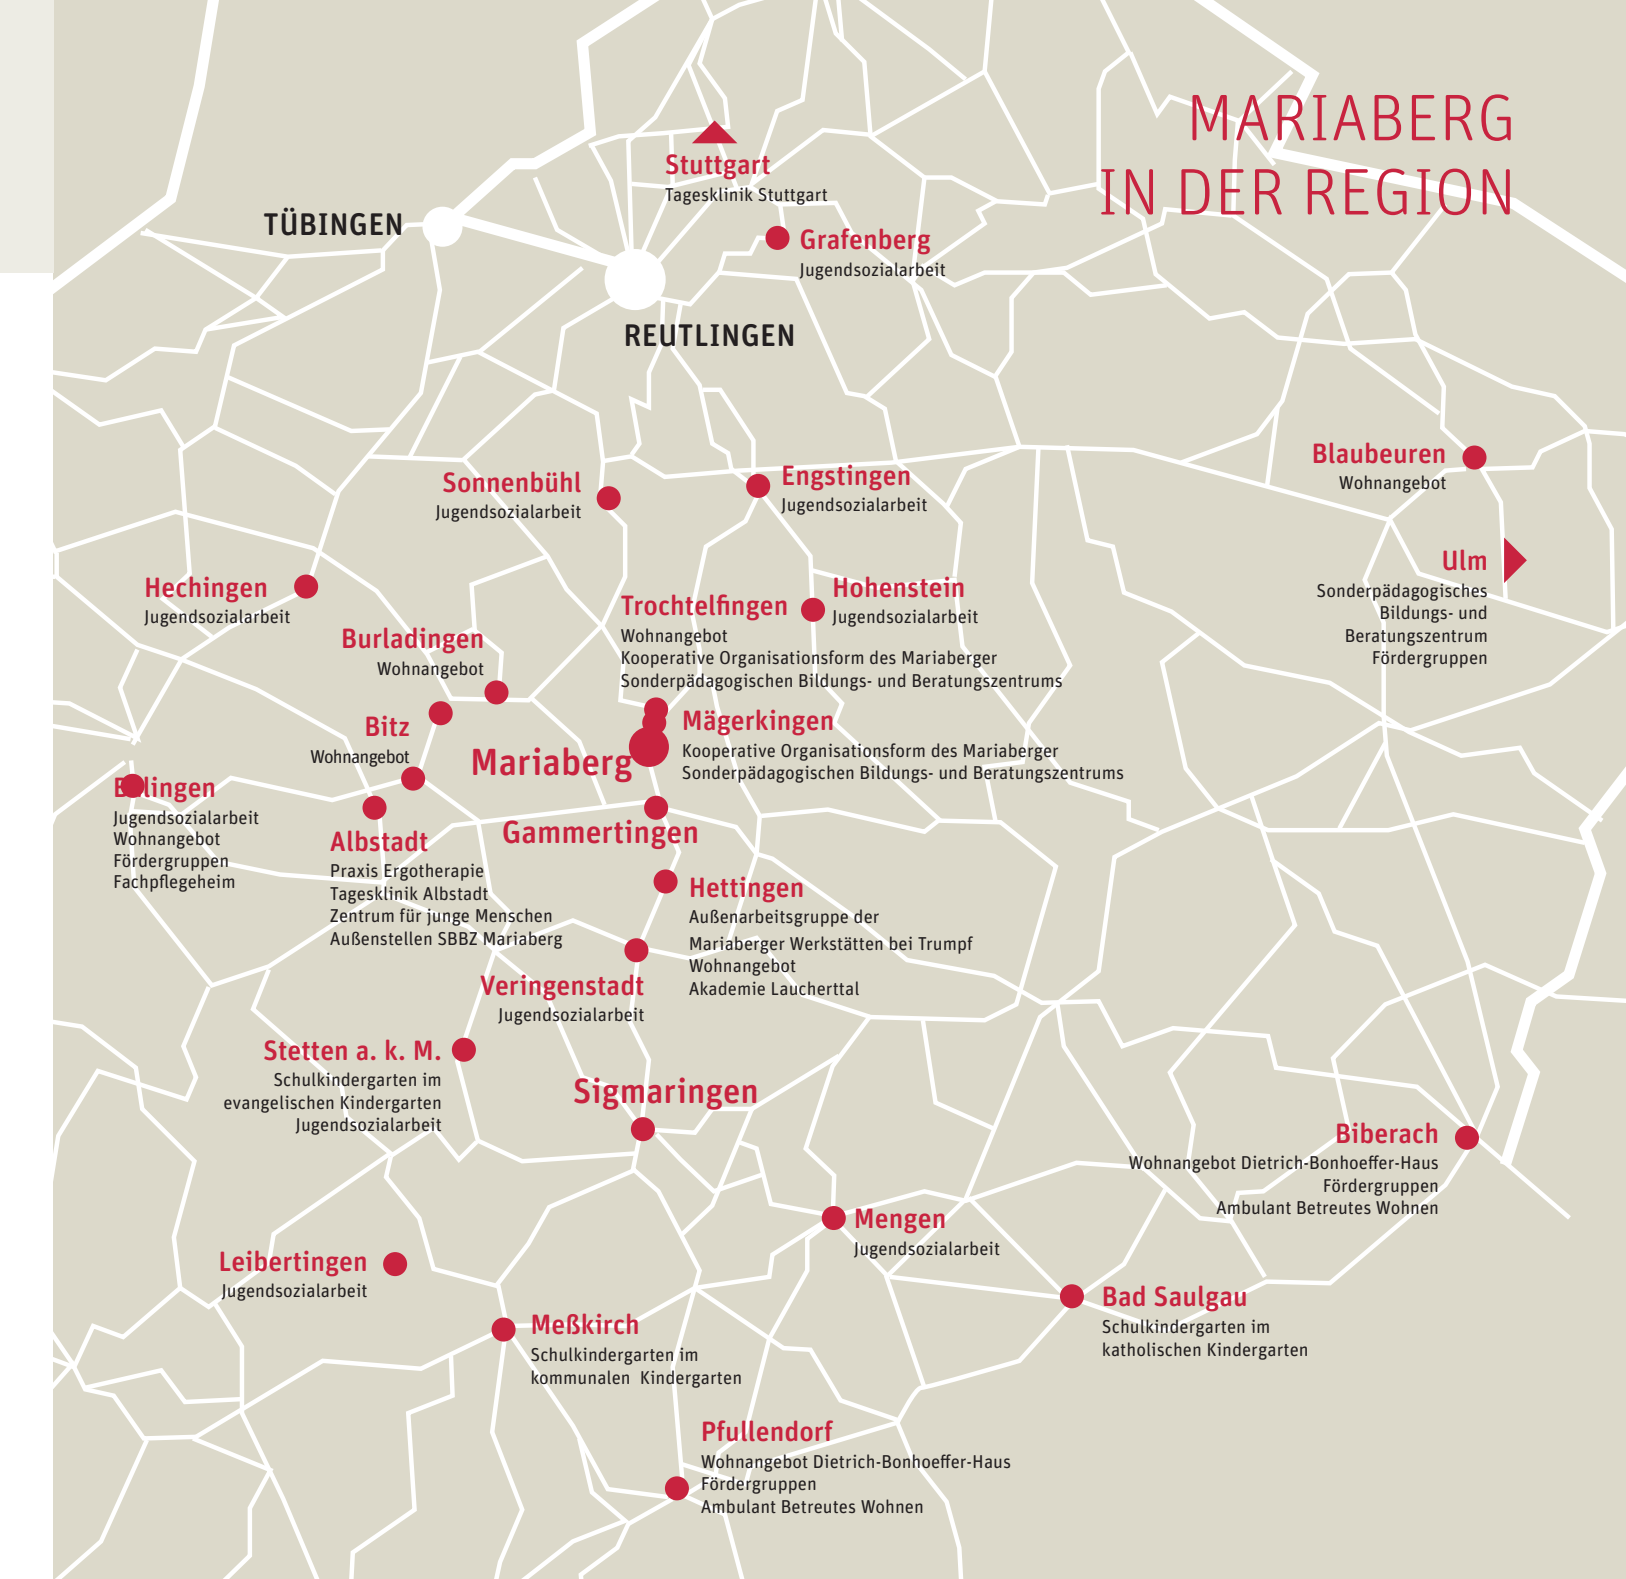 MARIABERG
IN DER REGION
Stuttgart
Tagesklinik Stuttgart
TÜBINGEN
Grafenberg
Jugendsozialarbeit
REUTLINGEN
Sonnenbühl
Jugendsozialarbeit
Engstingen
Jugendsozialarbeit
Blaubeuren
Wohnangebot
Ulm
Sonderpädagogisches
Bildungs- und
Beratungszentrum
Fördergruppen
Hechingen
Jugendsozialarbeit
Burladingen
Wohnangebot
Trochtelfingen
Wohnangebot
Kooperative Organisationsform des Mariaberger
Sonderpädagogischen Bildungs- und Beratungszentrums
Hohenstein
Jugendsozialarbeit
Bitz
Wohnangebot
Mariaberg
Mägerkingen
Kooperative Organisationsform des Mariaberger
Sonderpädagogischen Bildungs- und Beratungszentrums
Balingen
Jugendsozialarbeit
Wohnangebot
Fördergruppen
Fachpflegeheim
Albstadt
Praxis Ergotherapie
Tagesklinik Albstadt
Zentrum für junge Menschen
Außenstellen SBBZ Mariaberg
Gammertingen
Hettingen
Außenarbeitsgruppe der
Mariaberger Werkstätten bei Trumpf
Wohnangebot
Akademie Laucherttal
Veringenstadt
Jugendsozialarbeit
Stetten a. k. M.
Schulkindergarten im
evangelischen Kindergarten
Jugendsozialarbeit
Sigmaringen
Biberach
Wohnangebot Dietrich-Bonhoeffer-Haus
Fördergruppen
Ambulant Betreutes Wohnen
Mengen
Jugendsozialarbeit
Leibertingen
Jugendsozialarbeit
Bad Saulgau
Schulkindergarten im
katholischen Kindergarten
Meßkirch
Schulkindergarten im
kommunalen Kindergarten
Pfullendorf
Wohnangebot Dietrich-Bonhoeffer-Haus
Fördergruppen
Ambulant Betreutes Wohnen